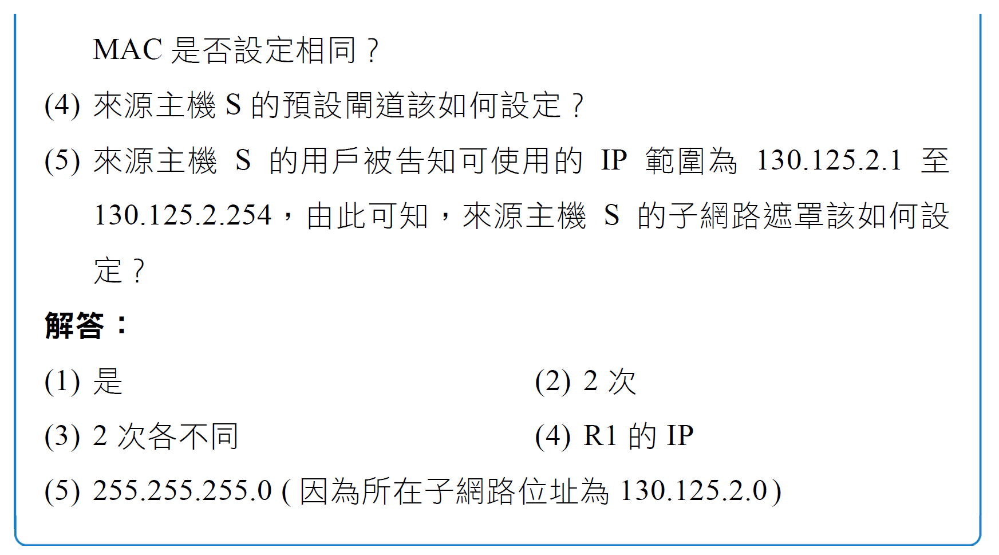 MAC 是否設定相同？
(4) 來源主機 S 的預設閘道該如何設定？
(5) 來源主機 S 的用戶被告知可使用的 IP 範圍為 130.125.2.1 至
130.125.2.254，由此可知，來源主機 S 的子網路遮罩該如何設
定？
解答：
(1) 是 (2) 2 次
(3) 2 次各不同 (4) R1 的 IP
(5) 255.255.255.0 ( 因為所在子網路位址為 130.125.2.0 )